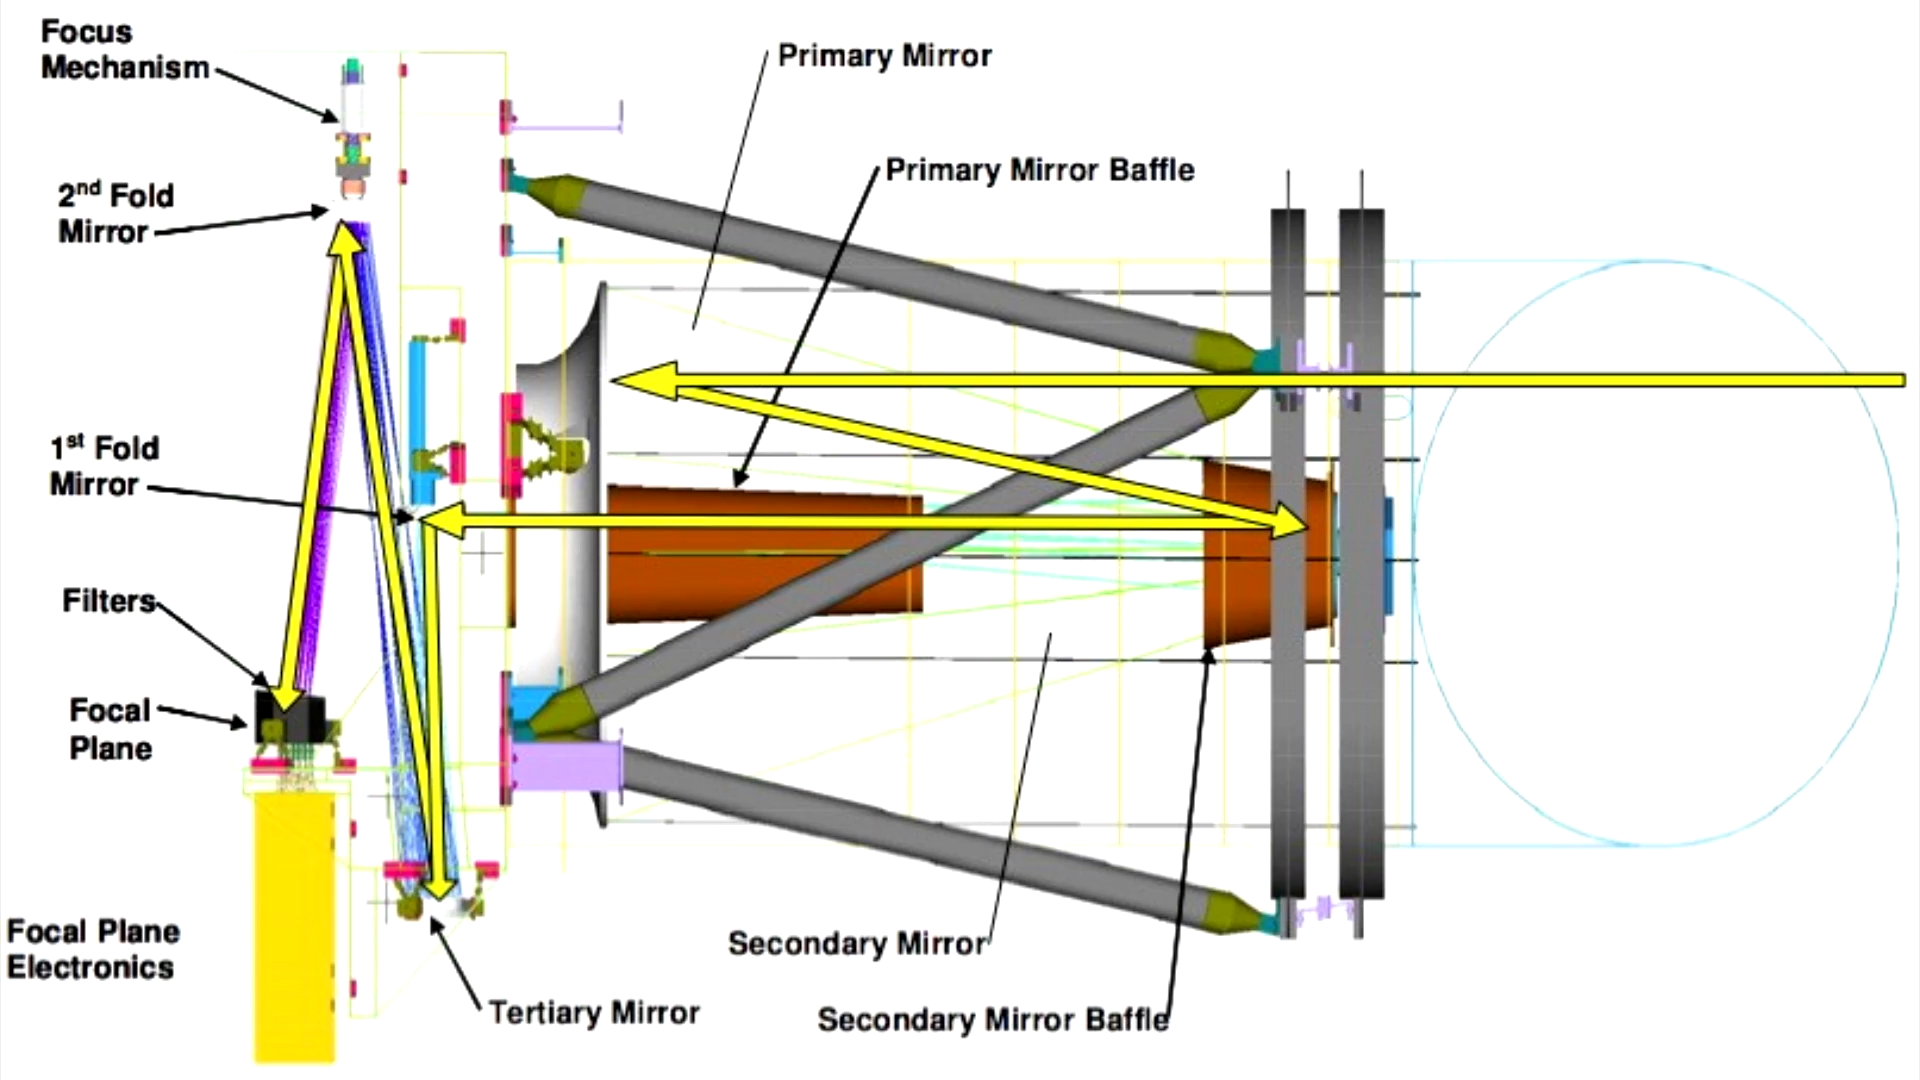 Focus
Mechanism
Primary Mirror
Primary Mirror Baffle
2nd Fold
Mirror
1st Fold
Mirror
Filters
Focal
Plane
Focal Plane
Electronics
Secondary Mirror
Tertiary Mirror
Secondary Mirror Baffle